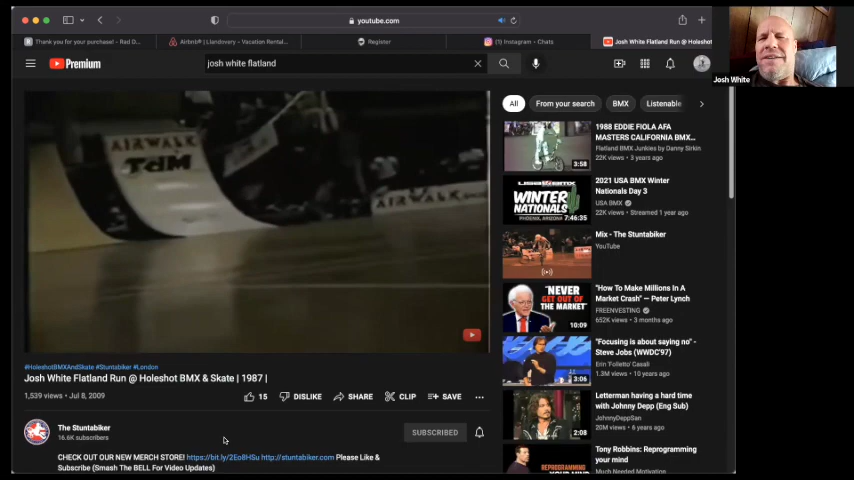 youtube.com
Thank you for your purchase! - Rad O...
Airbnb® | Llandovery - Vacation Rental...
Register
(1) Instagram - Chats
Josh White Flatland Run @ Holeshot
Premium
josh white flatland
Josh White
AIRWALK
TDM
AIRWALK
All
From your search
BMX
Listenable
1988 EDDIE FIOLA AFA
MASTERS CALIFORNIA BMX...
Flatland BMX Junkies by Danny Sirkin
22K views • 3 years ago
3:58
USA BMX
WINTER
NATIONALS
PHOENIX, ARIZONA
7:46:35
2021 USA BMX Winter
Nationals Day 3
USA BMX
22K views • Streamed 1 year ago
Mix - The Stuntabiker
YouTube
"NEVER
GET OUT OF
THE MARKET"
10:09
"How To Make Millions In A
Market Crash" — Peter Lynch
FREENVESTING
652K views • 3 months ago
"Focusing is about saying no" -
Steve Jobs (WWDC'97)
Erin 'Folletto' Casali
1.3M views • 10 years ago
3:06
Letterman having a hard time
with Johnny Depp (Eng Sub)
JohnnyDeppSan
20M views • 6 years ago
2:08
Tony Robbins: Reprogramming
your mind
Much Needed Motivation
REPROGRAMMING
YOUR MIND
#HoleshotBMXAndSkate #Stuntabiker #London
Josh White Flatland Run @ Holeshot BMX & Skate | 1987 |
1,539 views • Jul 8, 2009
15
DISLIKE
SHARE
CLIP
SAVE
The Stuntabiker
16.6K subscribers
SUBSCRIBED
CHECK OUT OUR NEW MERCH STORE! https://bit.ly/2Eo8HSu http://stuntabiker.com Please Like &
Subscribe (Smash The BELL For Video Updates)